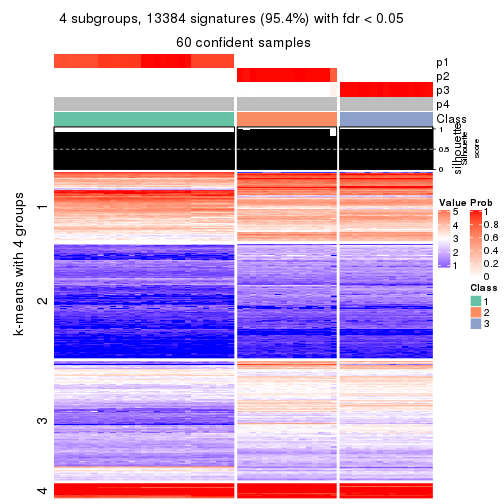 4 subgroups, 13384 signatures (95.4%) with fdr < 0.05
60 confident samples
p1
p2
p3
p4
Class
1
0.5
0
silhouette
Silhouette
score
k-means with 4 groups
1
2
3
4
Value
5
4
3
2
1
Prob
1
0.8
0.6
0.4
0.2
0
Class
1
2
3